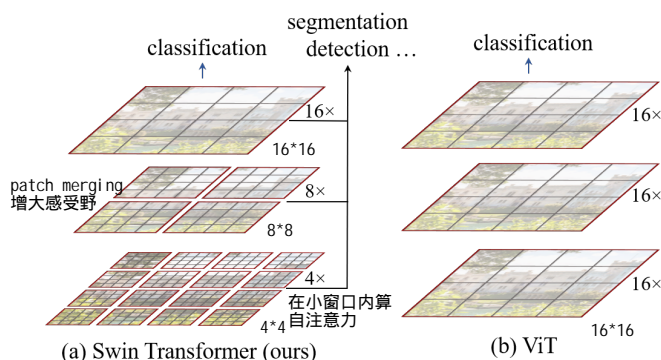 segmentation
classification
detection ...
classification
16×
16×
16*16
patch merging
增大感受野
8×
16×
8*8
4×
在小窗口内算
自注意力
16×
4*4
16*16
(a) Swin Transformer (ours)
(b) ViT